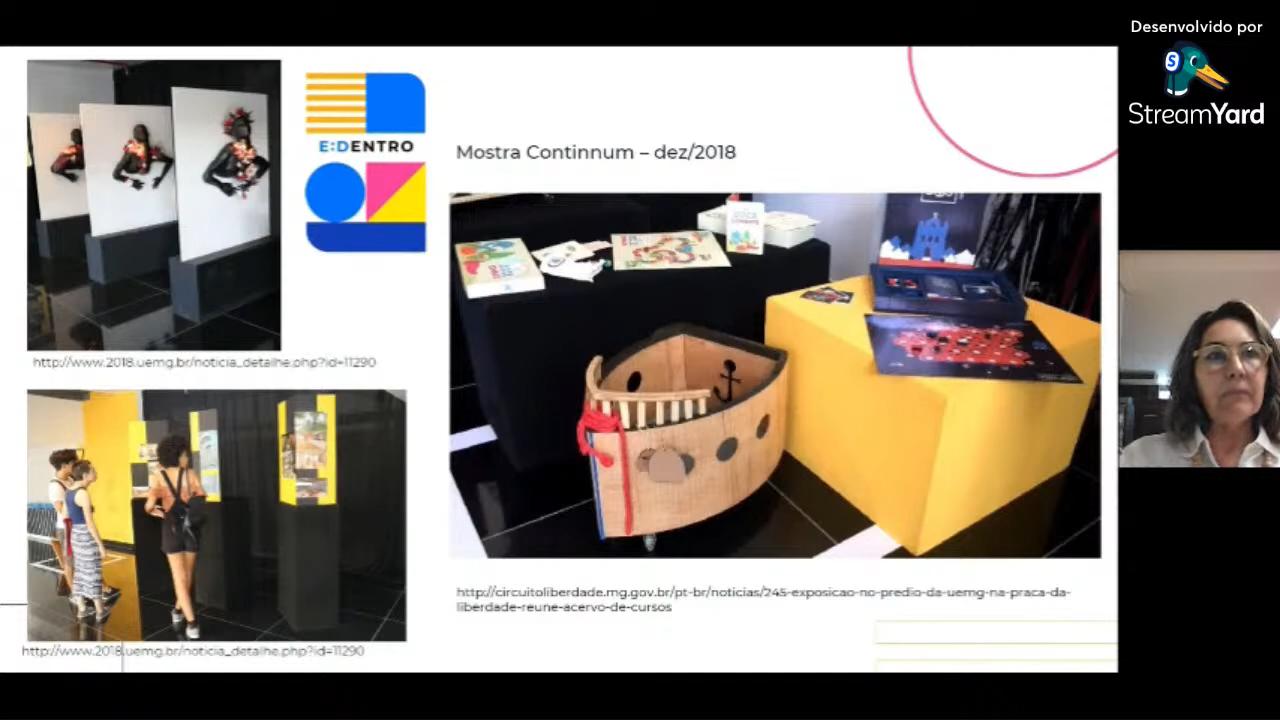 Desenvolvido por
StreamYard
E:DENTRO
Mostra Continnum – dez/2018
http://www.2018.uemg.br/noticia_detalhe.php?id=11290
http://circuitoliberdade.mg.gov.br/pt-br/noticias/245-exposicao-no-predio-da-uemg-na-praca-da-
liberdade-reune-acervo-de-cursos
http://www.2018.uemg.br/noticia_detalhe.php?id=11290